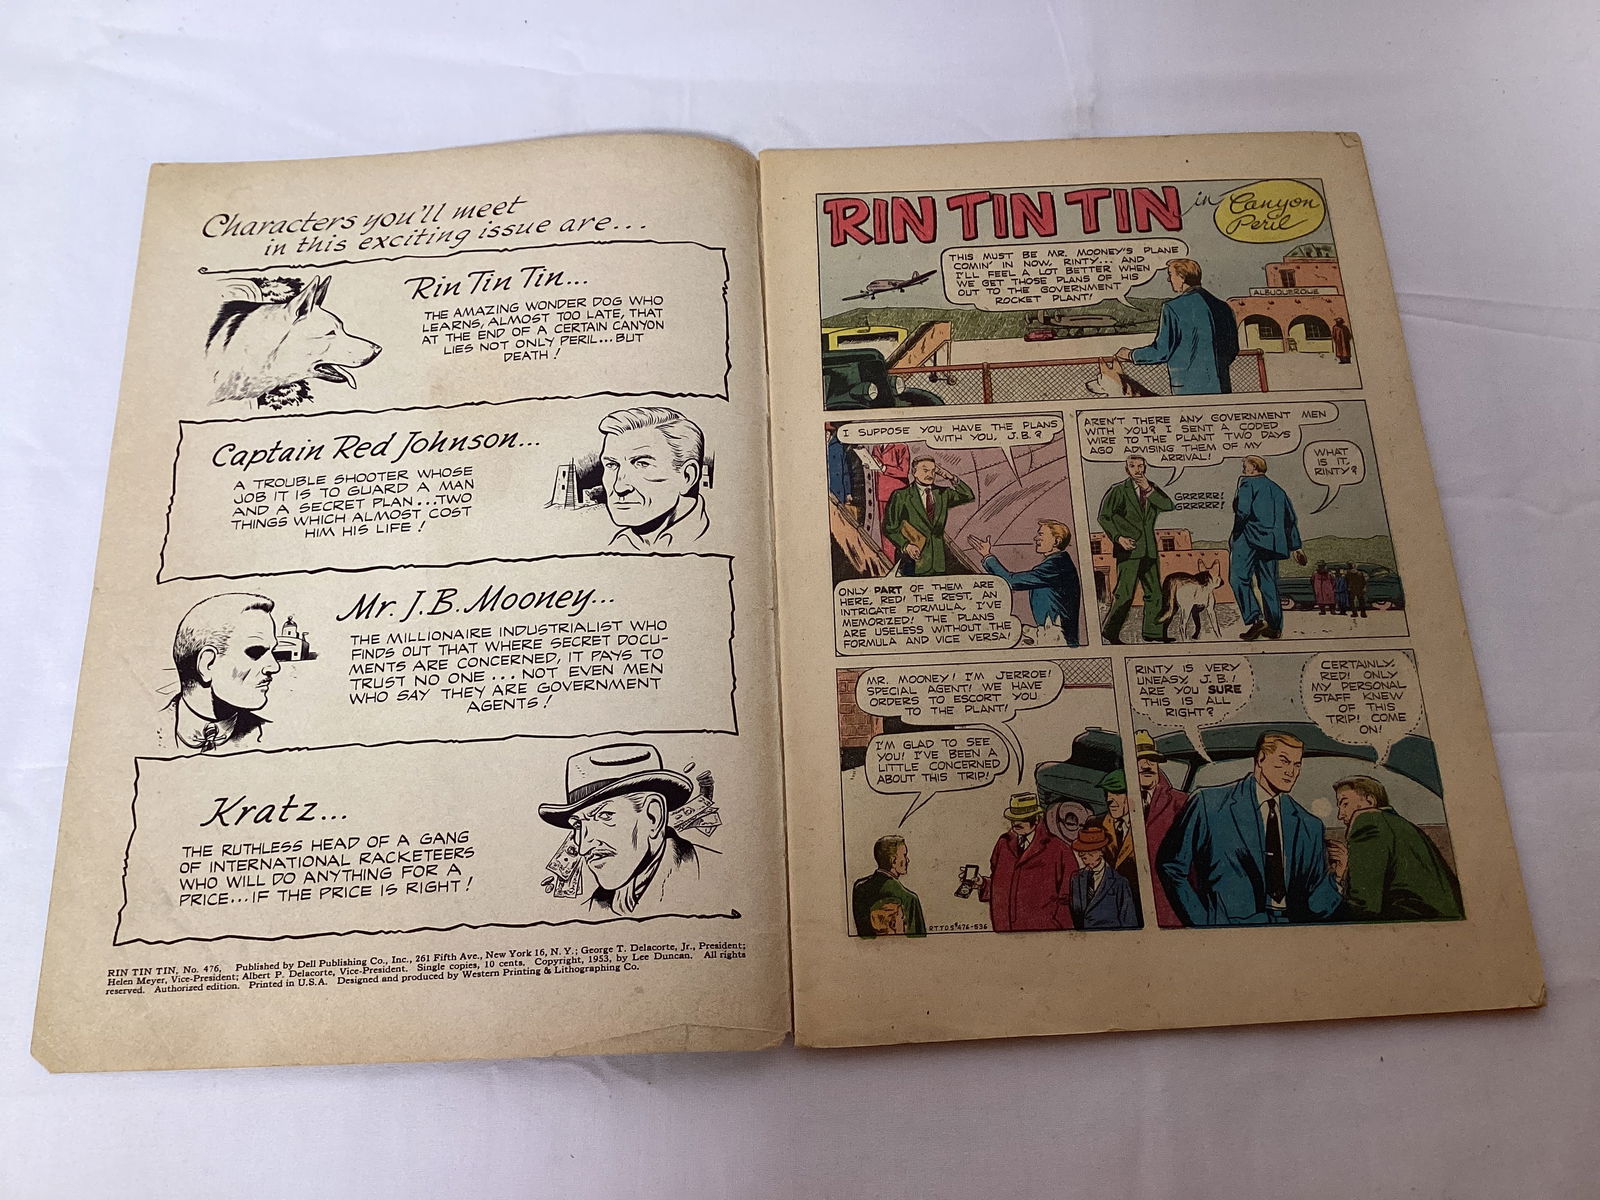 Characters you'll meet
in this exciting issue are...
Rin Tin Tin...
THE AMAZING WONDER DOG WHO
LEARNS, ALMOST TOO LATE, THAT
AT THE END OF A CERTAIN CANYON
LIES NOT ONLY PERIL...BUT
DEATH!
Captain Red Johnson...
A TROUBLE SHOOTER WHOSE
JOB IT IS TO GUARD A MAN
AND A SECRET PLAN...TWO
THINGS WHICH ALMOST COST
HIM HIS LIFE!
Mr. J.B. Mooney...
THE MILLIONAIRE INDUSTRIALIST WHO
FINDS OUT THAT WHERE SECRET DOCU-
MENTS ARE CONCERNED, IT PAYS TO
TRUST NO ONE...NOT EVEN MEN
WHO SAY THEY ARE GOVERNMENT
AGENTS!
Kratz...
THE RUTHLESS HEAD OF A GANG
OF INTERNATIONAL RACKETEERS
WHO WILL DO ANYTHING FOR A
PRICE...IF THE PRICE IS RIGHT!
RIN TIN TIN, No. 476, Published by Dell Publishing Co., Inc., 261 Fifth Ave., New York 16, N. Y.; George T. Delacorte, Jr., President;
Helen Meyer, Vice-President; Albert P. Delacorte, Vice-President. Single copies, 10 cents. Copyright, 1953, by Lee Duncan. All rights
reserved. Authorized edition. Printed in U.S.A. Designed and produced by Western Printing & Lithographing Co.
RIN TIN TIN in Canyon
Peril
THIS MUST BE MR. MOONEY'S PLANE
COMIN' IN NOW, RINTY... AND
I'LL FEEL A LOT BETTER WHEN
WE GET THOSE PLANS OF HIS
OUT TO THE GOVERNMENT
ROCKET PLANT!
ALBUQUERQUE
I SUPPOSE YOU HAVE THE PLANS
WITH YOU, J.B.?
ONLY PART OF THEM ARE
HERE, RED! THE REST, AN
INTRICATE FORMULA, I'VE
MEMORIZED! THE PLANS
ARE USELESS WITHOUT THE
FORMULA AND VICE VERSA!
AREN'T THERE ANY GOVERNMENT MEN
WITH YOU? I SENT A CODED
WIRE TO THE PLANT TWO DAYS
AGO ADVISING THEM OF MY
ARRIVAL!
GRRRRR!
GRRRRR!
WHAT
IS IT,
RINTY?
MR. MOONEY! I'M JERROE!
SPECIAL AGENT! WE HAVE
ORDERS TO ESCORT YOU
TO THE PLANT!
I'M GLAD TO SEE
YOU! I'VE BEEN A
LITTLE CONCERNED
ABOUT THIS TRIP!
R.T.T.O.S.#476-536
RINTY IS VERY
UNEASY, J.B.!
ARE YOU SURE
THIS IS ALL
RIGHT?
CERTAINLY,
RED! ONLY
MY PERSONAL
STAFF KNEW
OF THIS
TRIP! COME
ON!